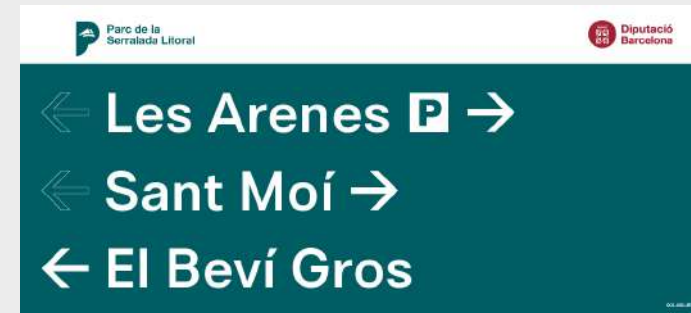 Parc de la
Serralada Litoral
Diputació
Barcelona
← Les Arenes P →
← Sant Moí →
← El Beví Gros